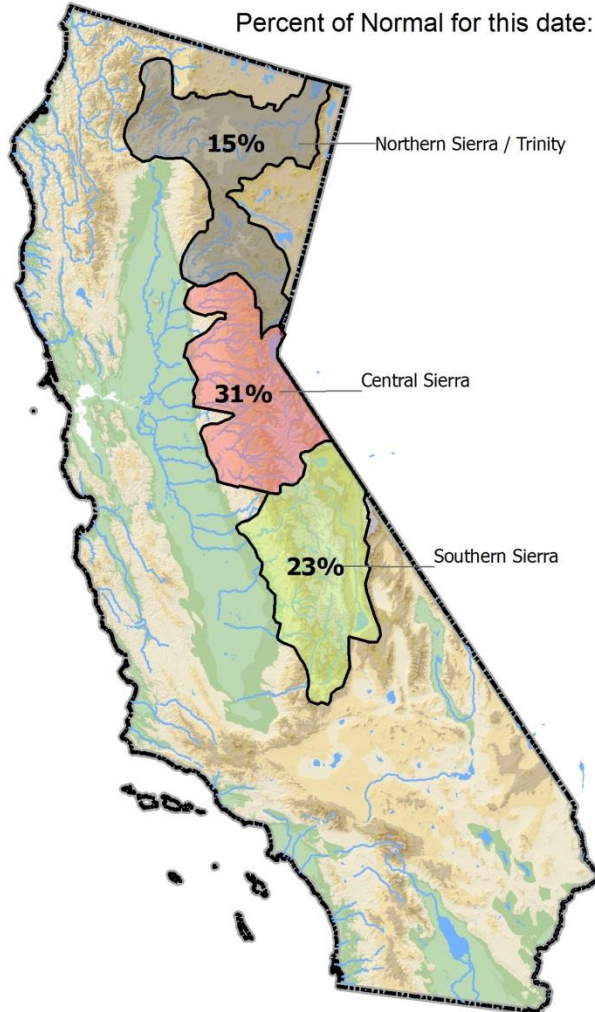 Percent of Normal for this date:
15%
Northern Sierra / Trinity
31%
Central Sierra
23%
Southern Sierra